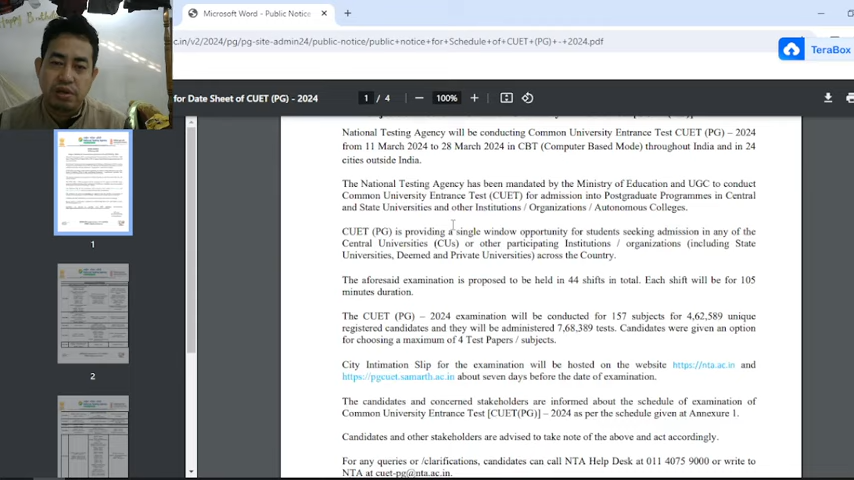 Happy Birth
Microsoft Word - Public Notice
c.in/v2/2024/pg/pg-site-admin24/public-notice/public+notice+for+Schedule+of+CUET+(PG)+-+2024.pdf
TeraBox
for Date Sheet of CUET (PG) - 2024
1 / 4
100%
National Testing Agency will be conducting Common University Entrance Test CUET (PG) – 2024
from 11 March 2024 to 28 March 2024 in CBT (Computer Based Mode) throughout India and in 24
cities outside India.
The National Testing Agency has been mandated by the Ministry of Education and UGC to conduct
Common University Entrance Test (CUET) for admission into Postgraduate Programmes in Central
and State Universities and other Institutions / Organizations / Autonomous Colleges.
CUET (PG) is providing a single window opportunity for students seeking admission in any of the
Central Universities (CUs) or other participating Institutions / organizations (including State
Universities, Deemed and Private Universities) across the Country.
The aforesaid examination is proposed to be held in 44 shifts in total. Each shift will be for 105
minutes duration.
The CUET (PG) – 2024 examination will be conducted for 157 subjects for 4,62,589 unique
registered candidates and they will be administered 7,68,389 tests. Candidates were given an option
for choosing a maximum of 4 Test Papers / subjects.
City Intimation Slip for the examination will be hosted on the website https://nta.ac.in and
https://pgcuet.samarth.ac.in about seven days before the date of examination.
The candidates and concerned stakeholders are informed about the schedule of examination of
Common University Entrance Test [CUET(PG)] – 2024 as per the schedule given at Annexure 1.
Candidates and other stakeholders are advised to take note of the above and act accordingly.
For any queries or /clarifications, candidates can call NTA Help Desk at 011 4075 9000 or write to
NTA at cuet-pg@nta.ac.in.
1
2